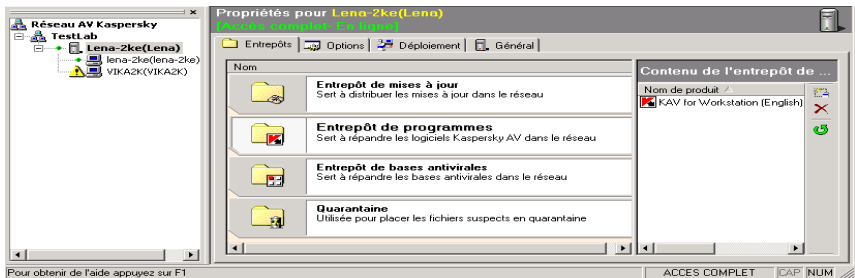 Réseau AV Kaspersky
TestLab
Lena-2ke(Lena)
lena-2ke(lena-2ke)
VIKA2K(VIKA2K)
Propriétés pour Lena-2ke(Lena)
[Accès complet- En ligne]
Entrepôts
Options
Déploiement
Général
Nom
Entrepôt de mises à jour
Sert à distribuer les mises à jour dans le réseau
Entrepôt de programmes
Sert à répandre les logiciels Kaspersky AV dans le réseau
Entrepôt de bases antivirales
Sert à répandre les bases antivirales dans le réseau
Quarantaine
Utilisée pour placer les fichiers suspects en quarantaine
Contenu de l'entrepôt de ...
Nom de produit
KAV for Workstation (English)
Pour obtenir de l'aide appuyez sur F1
ACCES COMPLET
CAP
NUM